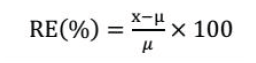 RE(%) = x−μ/μ × 100